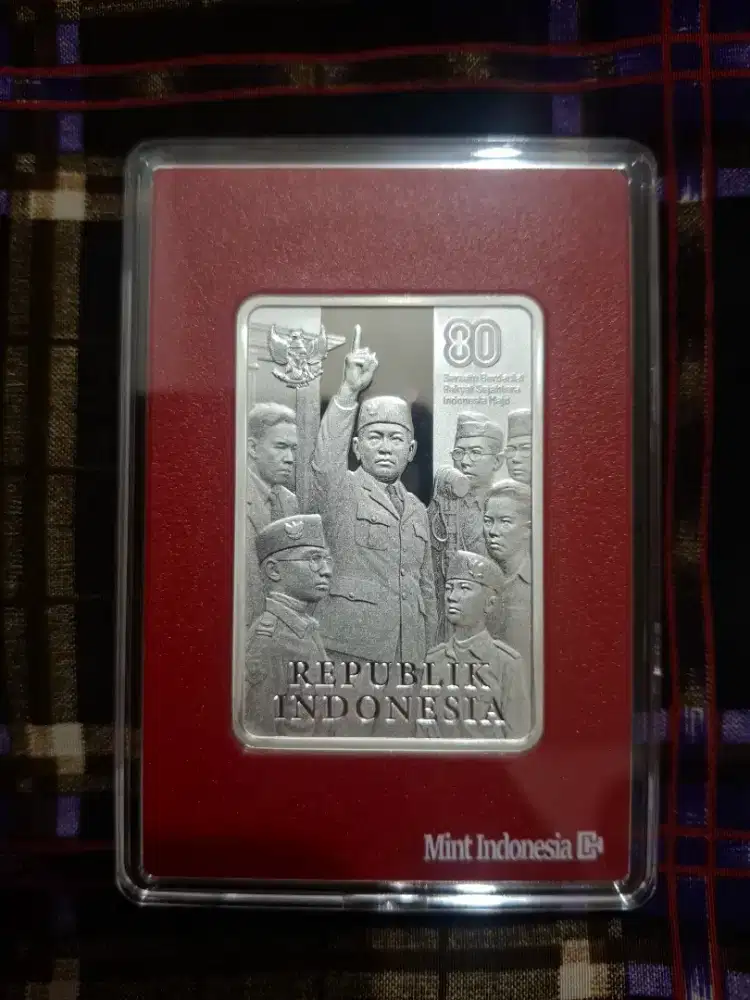 80
Bersatu Berdaulat
Rakyat Sejahtera
Indonesia Maju
REPUBLIK
INDONESIA
Mint Indonesia